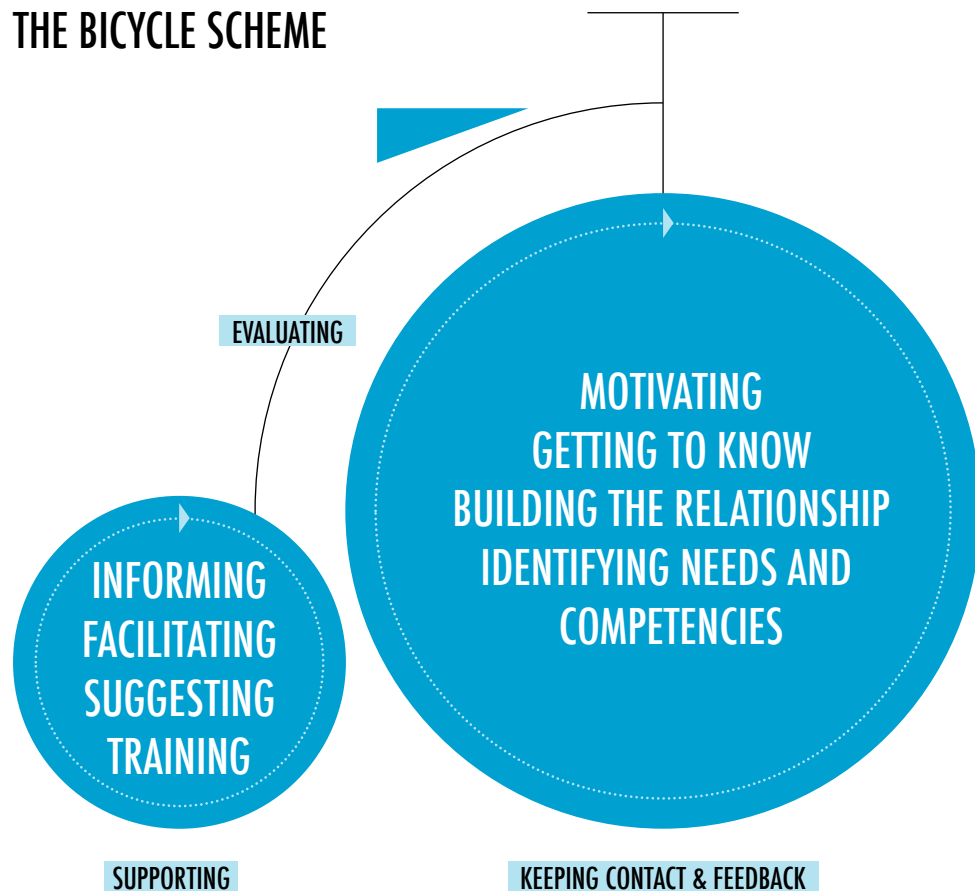 THE BICYCLE SCHEME
EVALUATING
MOTIVATING
GETTING TO KNOW
BUILDING THE RELATIONSHIP
IDENTIFYING NEEDS AND
COMPETENCIES
INFORMING
FACILITATING
SUGGESTING
TRAINING
SUPPORTING
KEEPING CONTACT & FEEDBACK